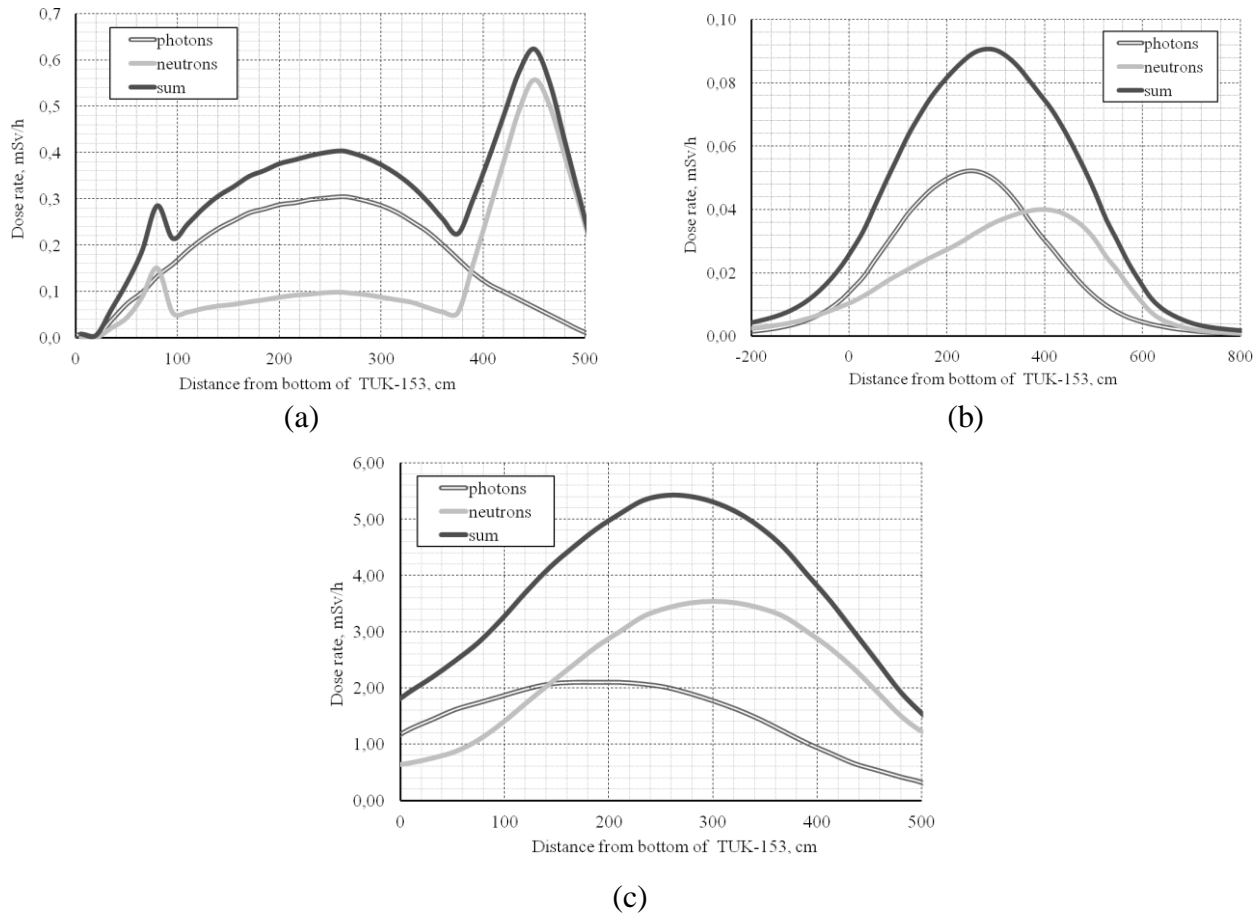 0,7
0,6
0,5
0,4
0,3
0,2
0,1
0,0
Dose rate, mSv/h
photons
neutrons
sum
0 100 200 300 400 500
Distance from bottom of TUK-153, cm
(a)
0,10
0,08
0,06
0,04
0,02
0,00
Dose rate, mSv/h
photons
neutrons
sum
-200 0 200 400 600 800
Distance from bottom of TUK-153, cm
(b)
6,00
5,00
4,00
3,00
2,00
1,00
0,00
Dose rate, mSv/h
photons
neutrons
sum
0 100 200 300 400 500
Distance from bottom of TUK-153, cm
(c)